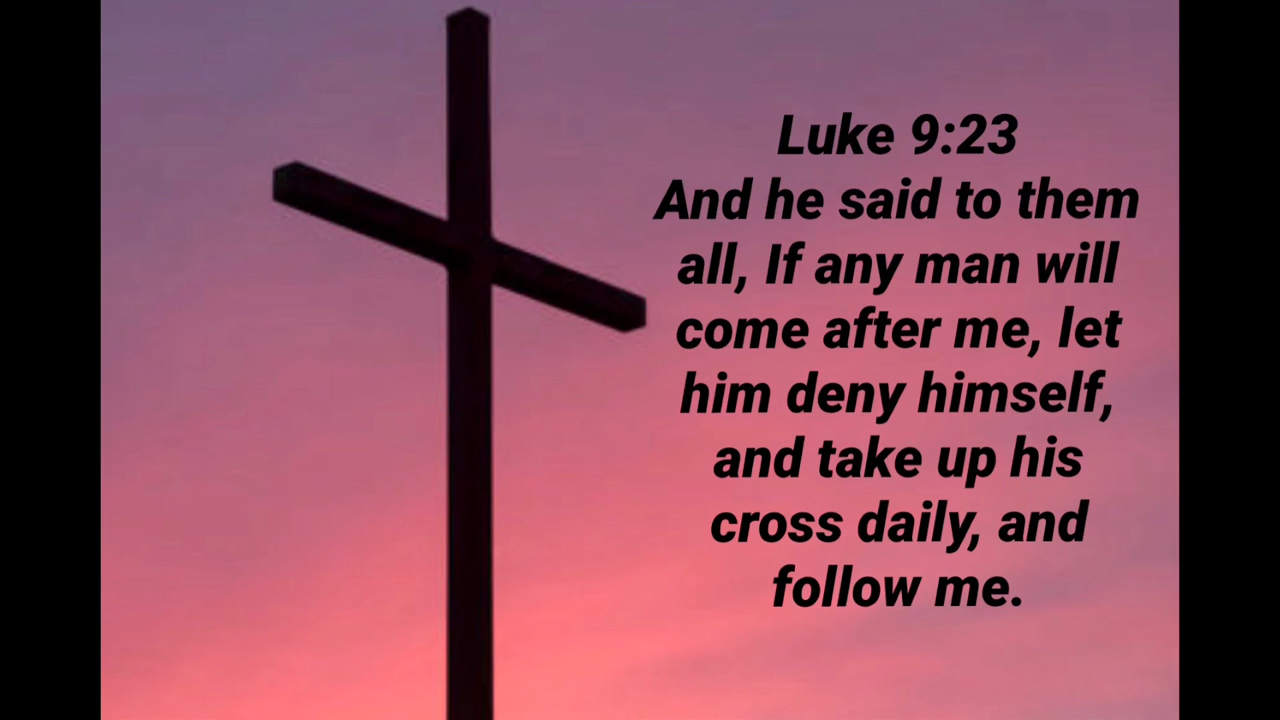 Luke 9:23
And he said to them
all, If any man will
come after me, let
him deny himself,
and take up his
cross daily, and
follow me.